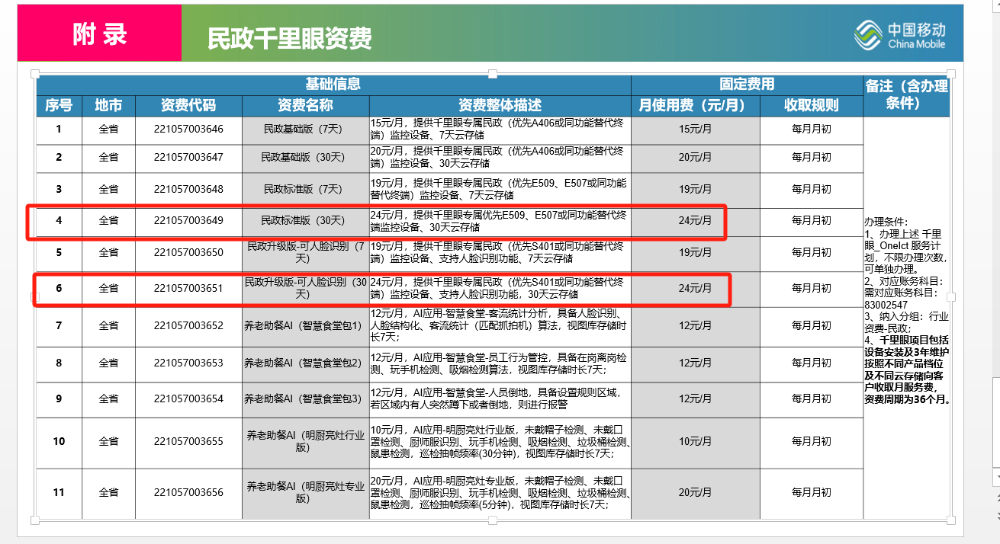 附 录
民政千里眼资费
中国移动
China Mobile
基础信息
固定费用
备注（含办理
条件）
序号
地市
资费代码
资费名称
资费整体描述
月使用费（元/月）
收取规则
1
全省
221057003646
民政基础版（7天）
15元/月，提供千里眼专属民政（优先A406或同功能替代终
端）监控设备、7天云存储
15元/月
每月月初
2
全省
221057003647
民政基础版（30天）
20元/月，提供千里眼专属民政（优先A406或同功能替代终
端）监控设备、30天云存储
20元/月
每月月初
3
全省
221057003648
民政标准版（7天）
19元/月，提供千里眼专属民政（优先E509、E507或同功能
替代终端）监控设备、7天云存储
19元/月
每月月初
4
全省
221057003649
民政标准版（30天）
24元/月，提供千里眼专属优先E509、E507或同功能替代终
端监控设备、30天云存储
24元/月
每月月初
5
全省
221057003650
民政升级版-可人脸识别（7
天）
19元/月，提供千里眼专属民政（优先S401或同功能替代终
端）监控设备、支持人脸识别功能、7天云存储
19元/月
每月月初
6
全省
221057003651
民政升级版-可人脸识别（30
天）
24元/月，提供千里眼专属民政（优先S401或同功能替代终
端）监控设备、支持人脸识别功能，30天云存储
24元/月
每月月初
7
全省
221057003652
养老助餐AI（智慧食堂包1）
12元/月，AI应用-智慧食堂-客流统计分析，具备人脸识别、
人脸结构化、客流统计（匹配抓拍机）算法，视图库存储时
长7天；
12元/月
每月月初
8
全省
221057003653
养老助餐AI（智慧食堂包2）
12元/月，AI应用-智慧食堂-员工行为管控，具备在岗离岗检
测、玩手机检测、吸烟检测算法，视图库存储时长7天；
12元/月
每月月初
9
全省
221057003654
养老助餐AI（智慧食堂包3）
12元/月，AI应用-智慧食堂-人员倒地，具备设置规则区域，
若区域内有人突然蹲下或者倒地，则进行报警
12元/月
每月月初
10
全省
221057003655
养老助餐AI（明厨亮灶行业
版）
10元/月，AI应用-明厨亮灶行业版，未戴帽子检测、未戴口
罩检测、厨师服识别、玩手机检测、吸烟检测、垃圾桶检测、
鼠患检测，巡检抽帧频率(30分钟)，视图库存储时长7天；
10元/月
每月月初
11
全省
221057003656
养老助餐AI（明厨亮灶专业
版）
20元/月，AI应用-明厨亮灶专业版，未戴帽子检测、未戴口
罩检测、厨师服识别、玩手机检测、吸烟检测、垃圾桶检测、
鼠患检测，巡检抽帧频率(5分钟)，视图库存储时长7天；
20元/月
每月月初
办理条件：
1、办理上述 千里
眼_OneIct 服务计
划，不限办理次数，
可单独办理。
2、对应账务科目：
需对应账务科目：
83002547
3、纳入分组：行业
资费-民政；
4、千里眼项目包括
设备安装及3年维护
按照不同产品档位
及不同云存储向客
户收取月服务费，
资费周期为36个月。